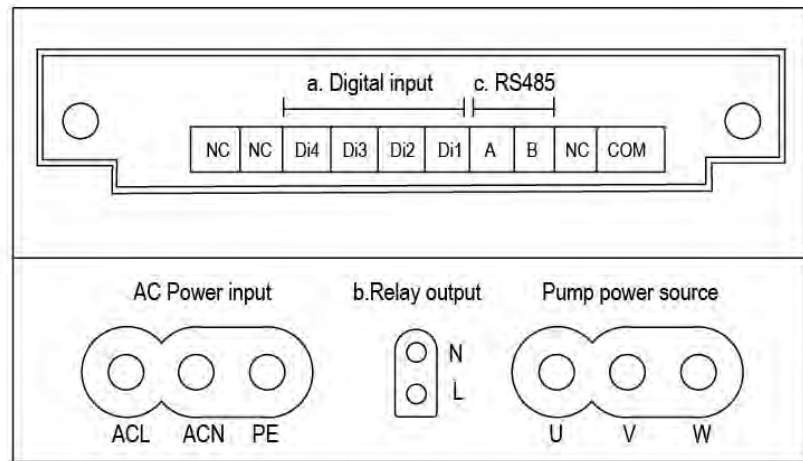 a. Digital input c. RS485
NC NC Di4 Di3 Di2 Di1 A B NC COM
AC Power input b.Relay output Pump power source
N
L
ACL ACN PE U V W